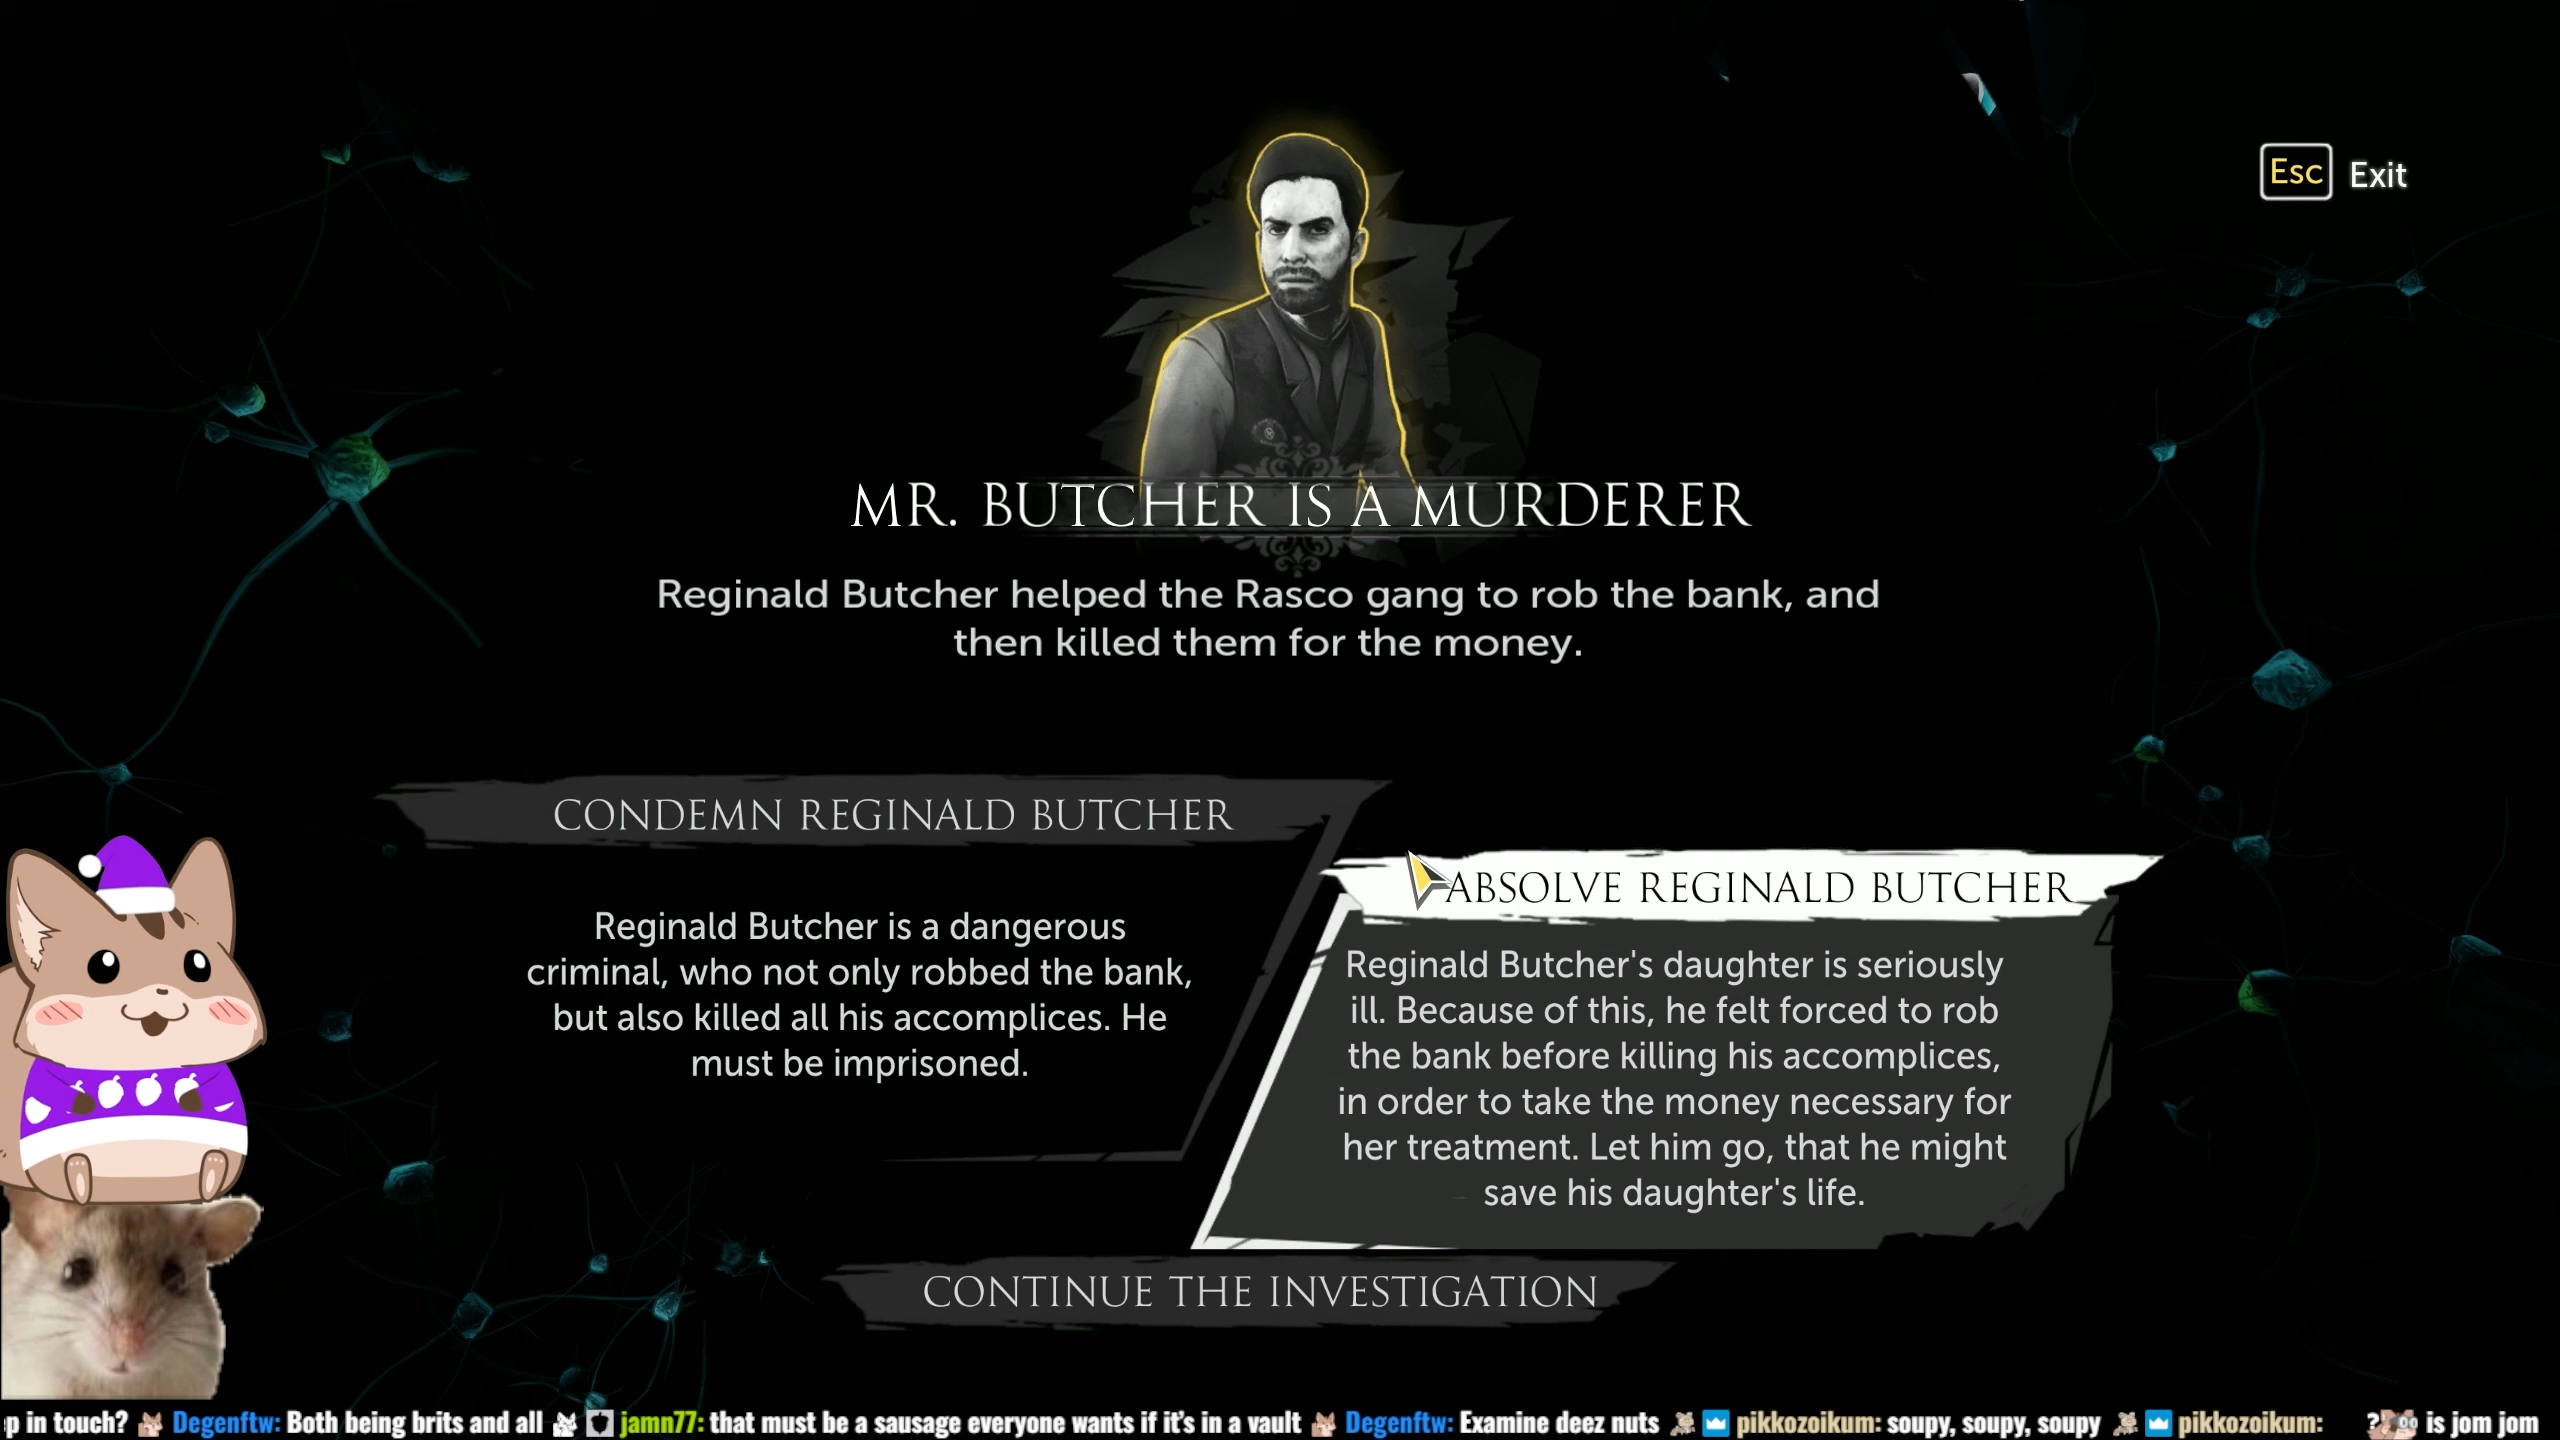 Esc Exit
MR. BUTCHER IS A MURDERER
Reginald Butcher helped the Rasco gang to rob the bank, and
then killed them for the money.
CONDEMN REGINALD BUTCHER
Reginald Butcher is a dangerous
criminal, who not only robbed the bank,
but also killed all his accomplices. He
must be imprisoned.
ABSOLVE REGINALD BUTCHER
Reginald Butcher's daughter is seriously
ill. Because of this, he felt forced to rob
the bank before killing his accomplices,
in order to take the money necessary for
her treatment. Let him go, that he might
save his daughter's life.
CONTINUE THE INVESTIGATION
p in touch? Degenftw: Both being brits and all jamn77: that must be a sausage everyone wants if it's in a vault Degenftw: Examine deez nuts pikkozoikum: soupy, soupy, soupy pikkozoikum: ? is jom jom